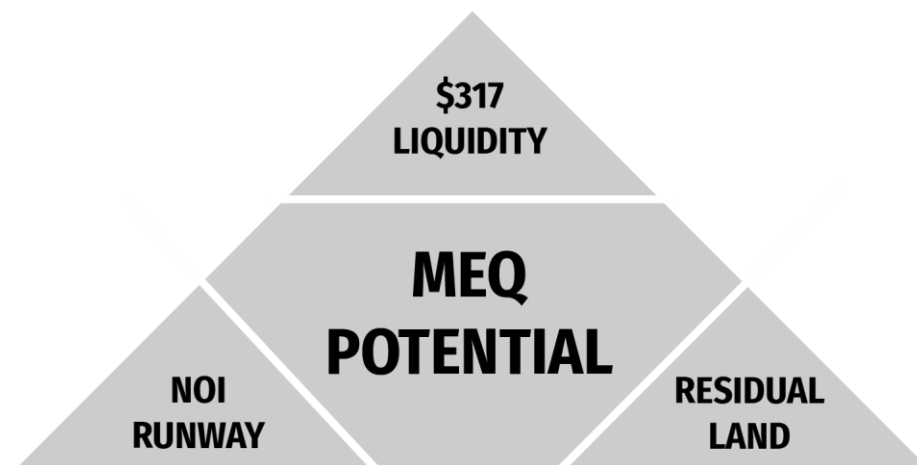 $317
LIQUIDITY
MEQ
POTENTIAL
NOI
RUNWAY
RESIDUAL
LAND